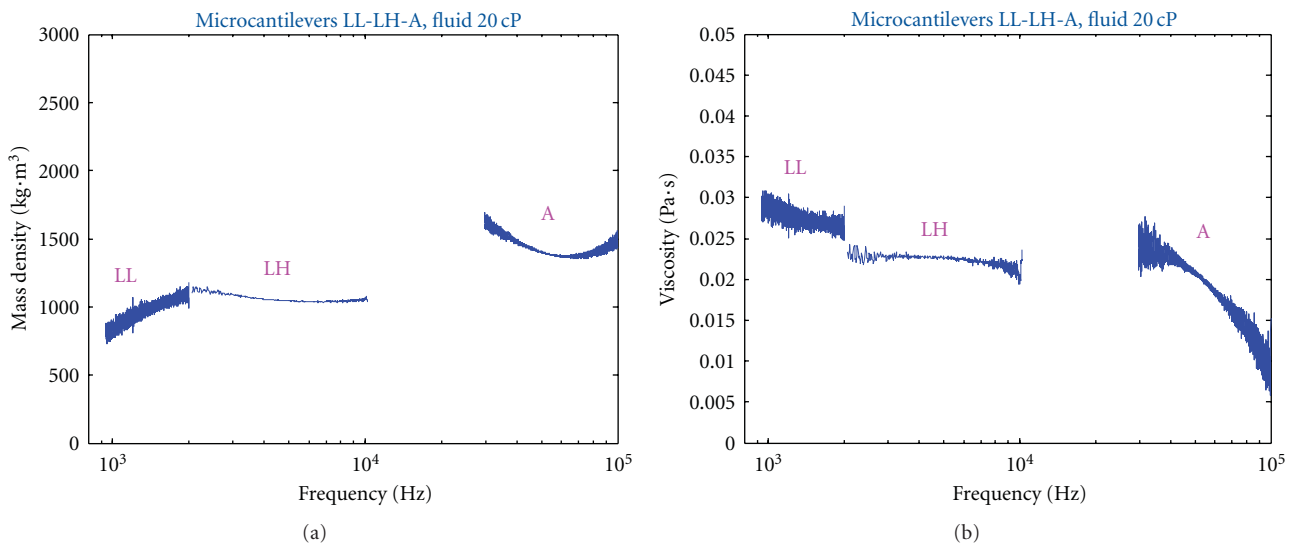 Microcantilevers LL-LH-A, fluid 20 cP
3000
2500
2000
1500
1000
500
0
Mass density (kg·m³)
LL
LH
A
10³
10⁴
10⁵
Frequency (Hz)
(a)
Microcantilevers LL-LH-A, fluid 20 cP
0.05
0.045
0.04
0.035
0.03
0.025
0.02
0.015
0.01
0.005
0
Viscosity (Pa·s)
LL
LH
A
10³
10⁴
10⁵
Frequency (Hz)
(b)